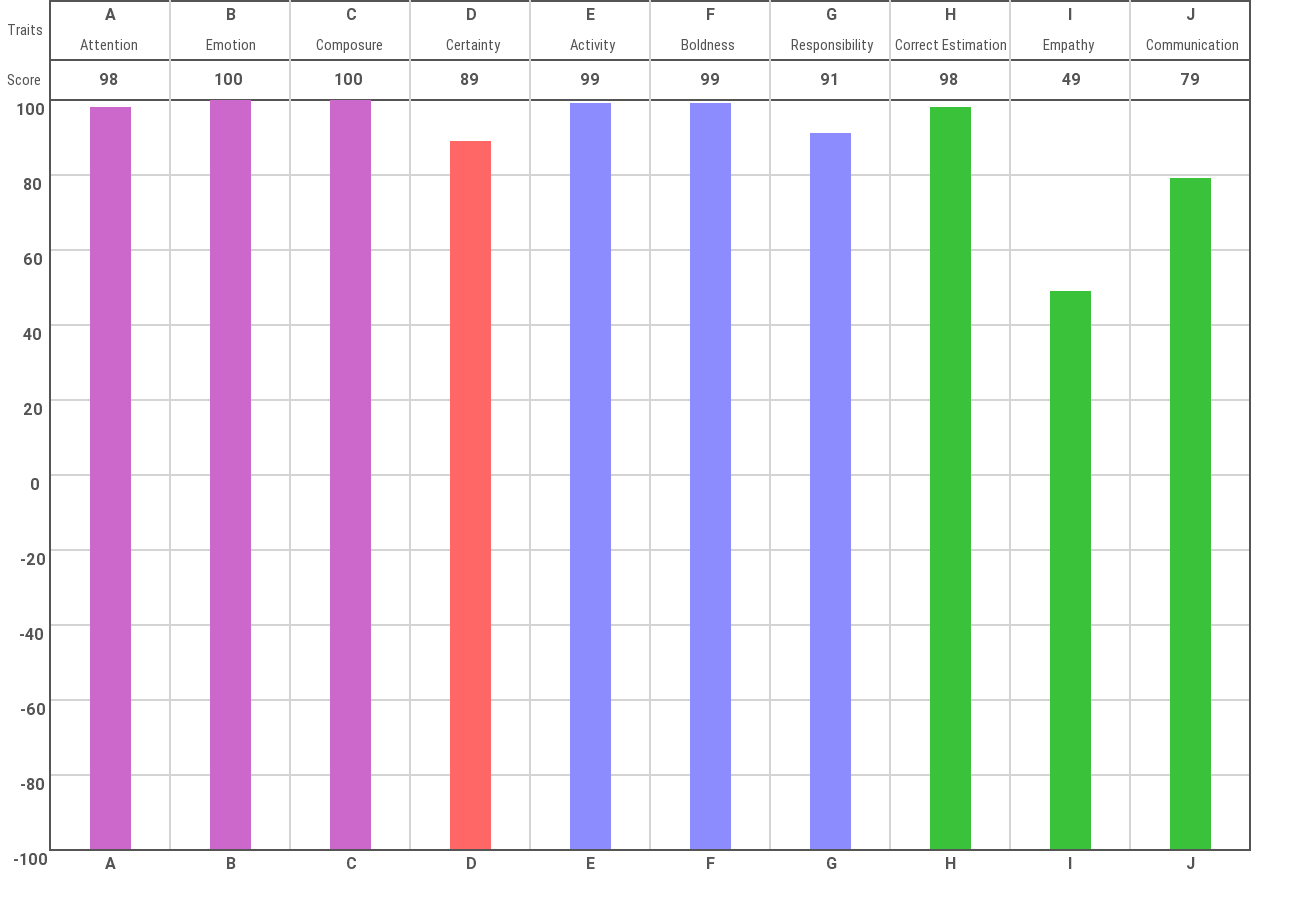 A B C D E F G H I J
Traits
Attention Emotion Composure Certainty Activity Boldness Responsibility Correct Estimation Empathy Communication
Score 98 100 100 89 99 99 91 98 49 79
100
80
60
40
20
0
-20
-40
-60
-80
-100
A B C D E F G H I J